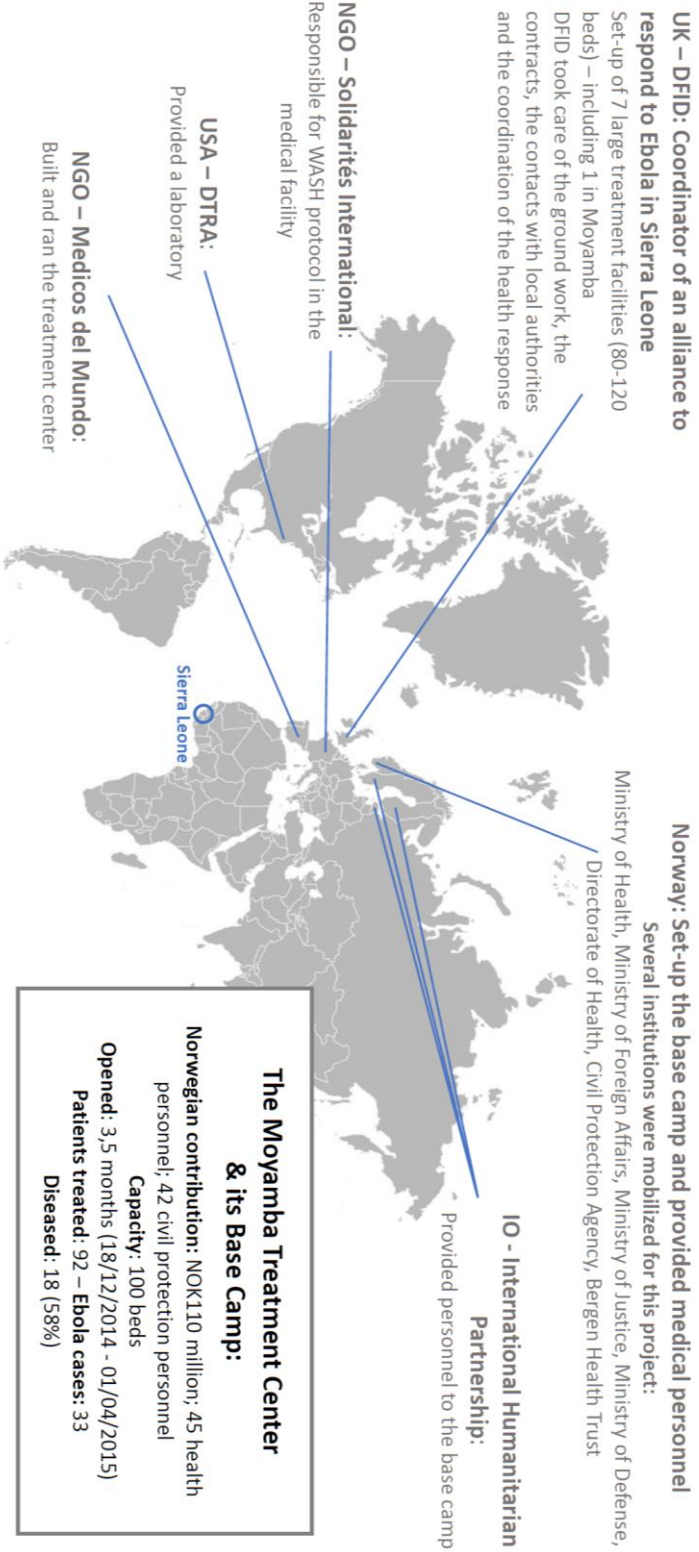 UK – DFID: Coordinator of an alliance to
respond to Ebola in Sierra Leone
Set-up of 7 large treatment facilities (80-120
beds) – including 1 in Moyamba
DFID took care of the ground work, the
contracts, the contacts with local authorities
and the coordination of the health response
NGO – Solidarités International:
Responsible for WASH protocol in the
medical facility
USA – DTRA:
Provided a laboratory
NGO – Medicos del Mundo:
Built and ran the treatment center
Sierra Leone
Norway: Set-up the base camp and provided medical personnel
Several institutions were mobilized for this project:
Ministry of Health, Ministry of Foreign Affairs, Ministry of Justice, Ministry of Defense,
Directorate of Health, Civil Protection Agency, Bergen Health Trust
IO - International Humanitarian
Partnership:
Provided personnel to the base camp
The Moyamba Treatment Center
& its Base Camp:
Norwegian contribution: NOK110 million; 45 health
personnel; 42 civil protection personnel
Capacity: 100 beds
Opened: 3,5 months (18/12/2014 - 01/04/2015)
Patients treated: 92 – Ebola cases: 33
Diseased: 18 (58%)